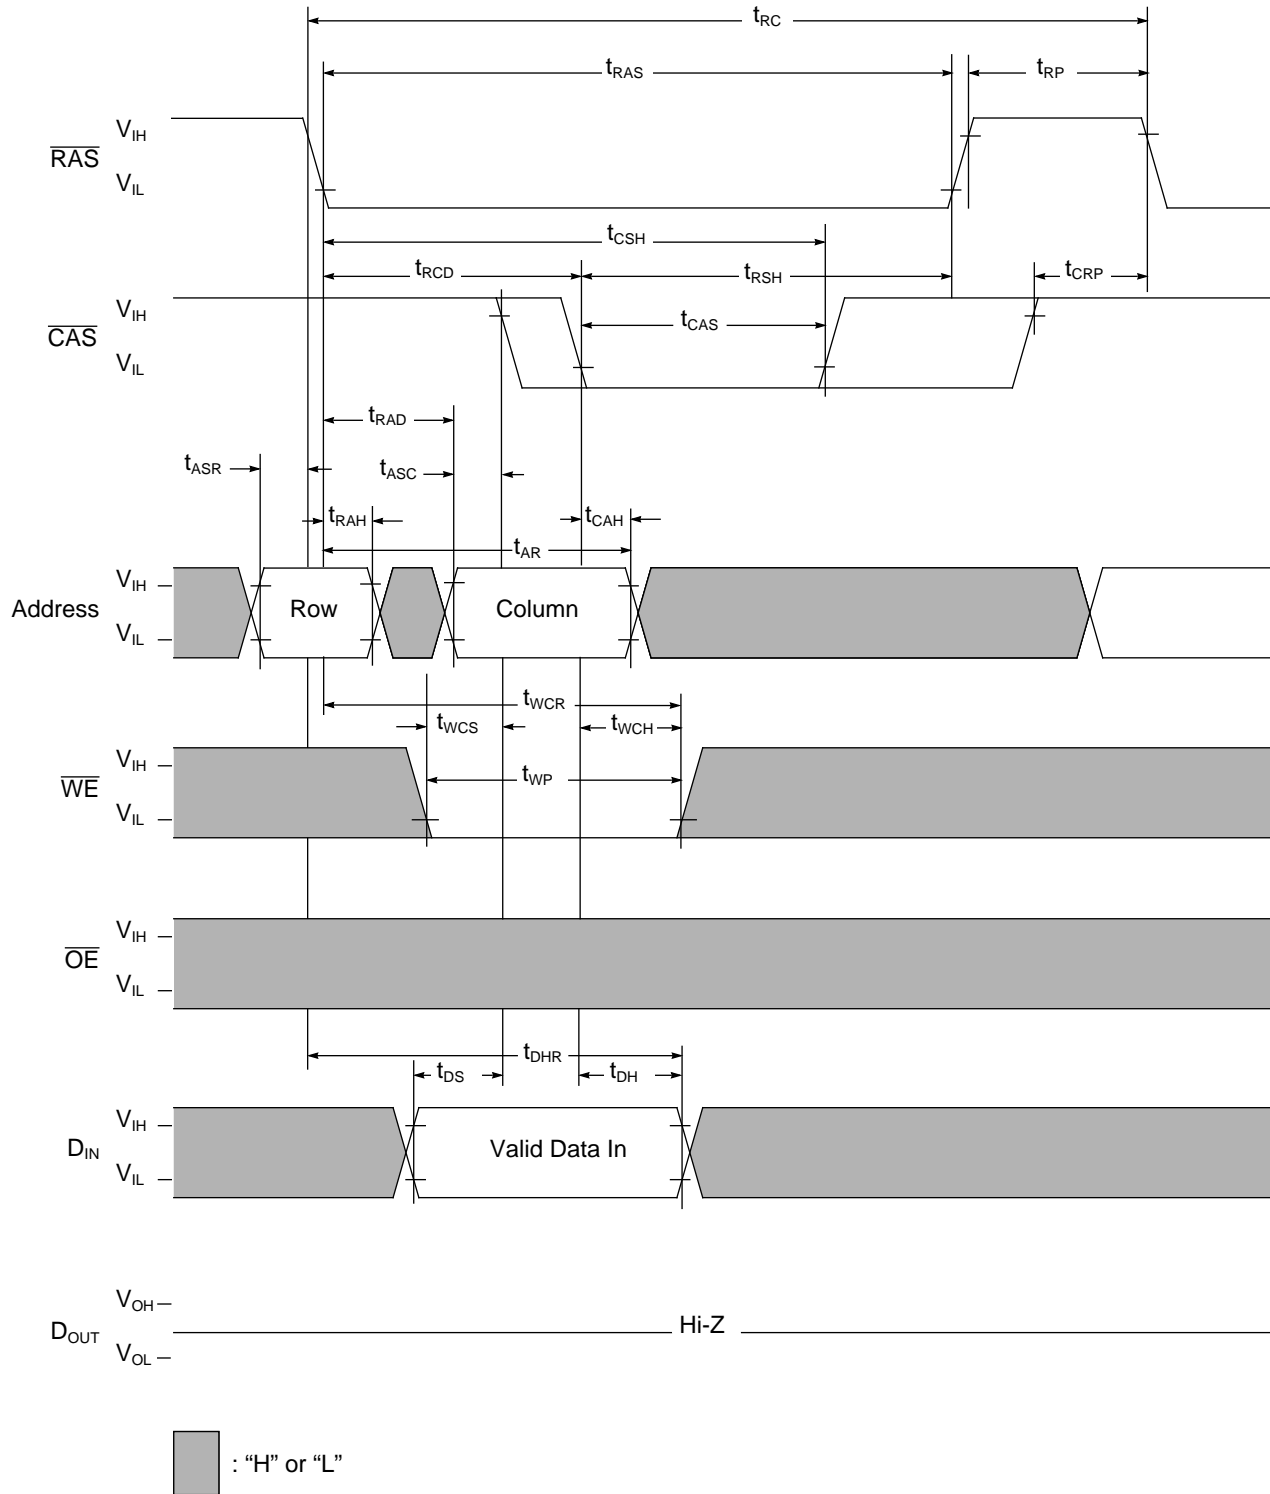 tRC
tRAS
tRP
VIH
RAS
VIL
tCSH
tRCD
tRSH
tCRP
VIH
CAS
tCAS
VIL
tRAD
tASR
tASC
tRAH
tCAH
tAR
VIH
Address
Row
Column
VIL
tWCR
tWCS
tWCH
VIH
WE
tWP
VIL
VIH
OE
VIL
tDHR
tDS
tDH
VIH
DIN
Valid Data In
VIL
VOH
DOUT
Hi-Z
VOL
: “H” or “L”